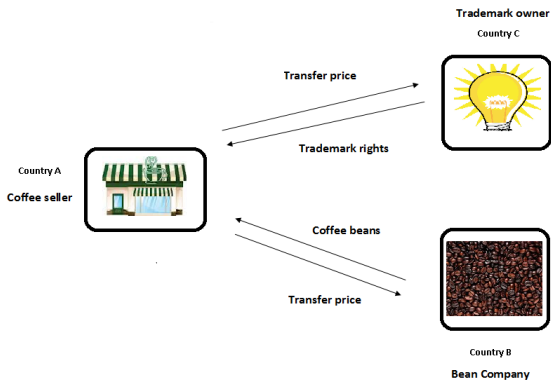 Trademark owner
Country C
Transfer price
Trademark rights
Country A
Coffee seller
Coffee beans
Transfer price
Country B
Bean Company